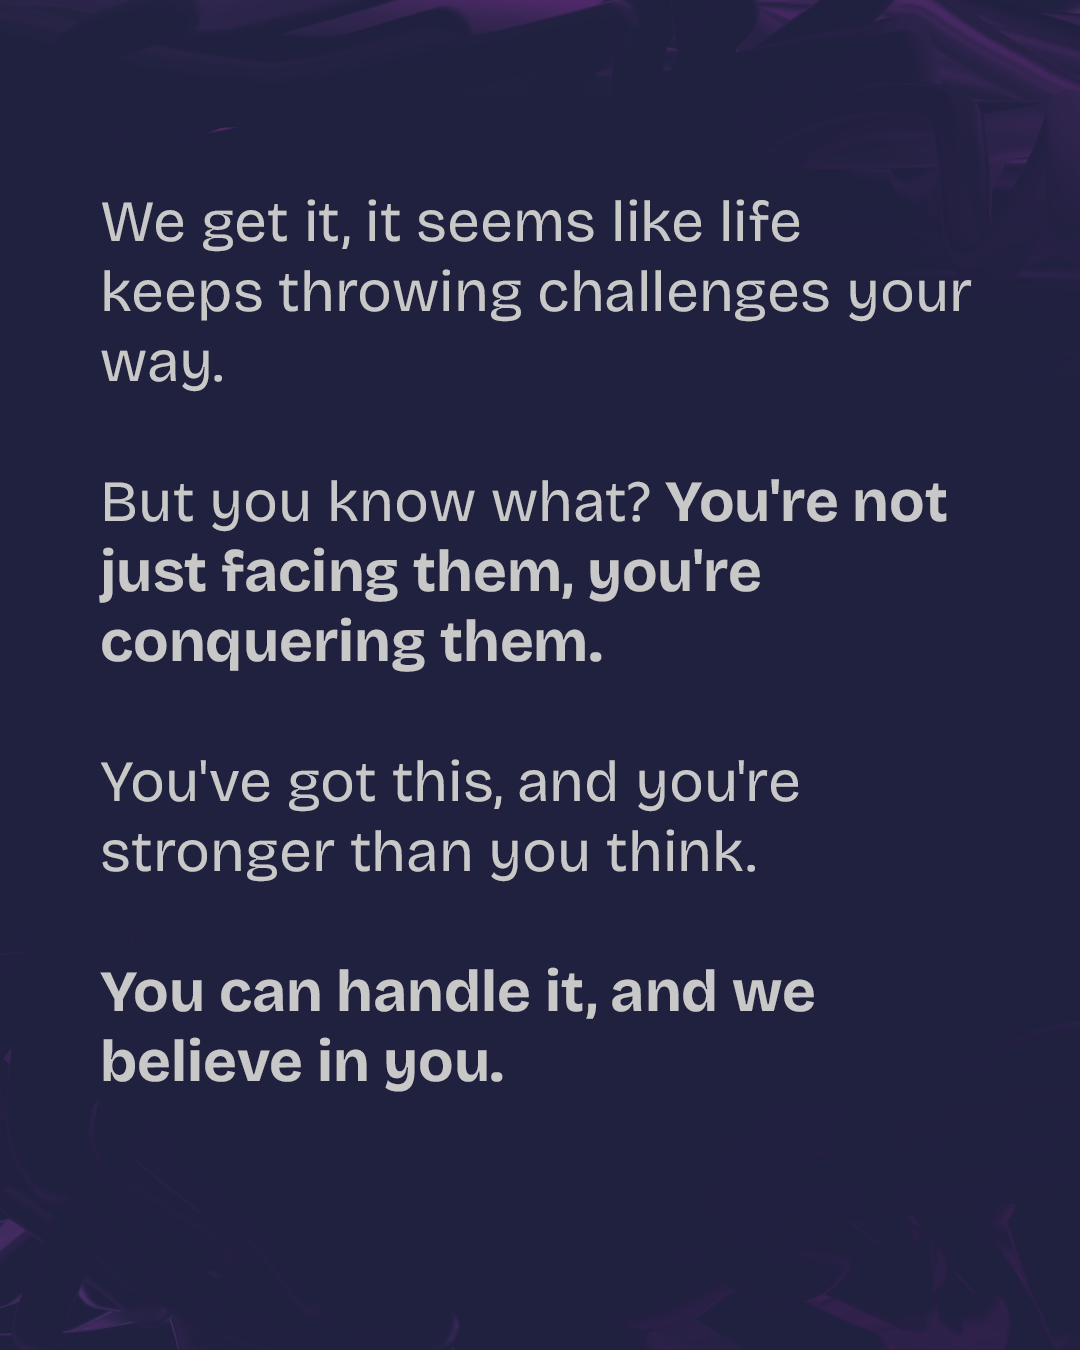 We get it, it seems like life
keeps throwing challenges your
way.
But you know what? You're not
just facing them, you're
conquering them.
You've got this, and you're
stronger than you think.
You can handle it, and we
believe in you.